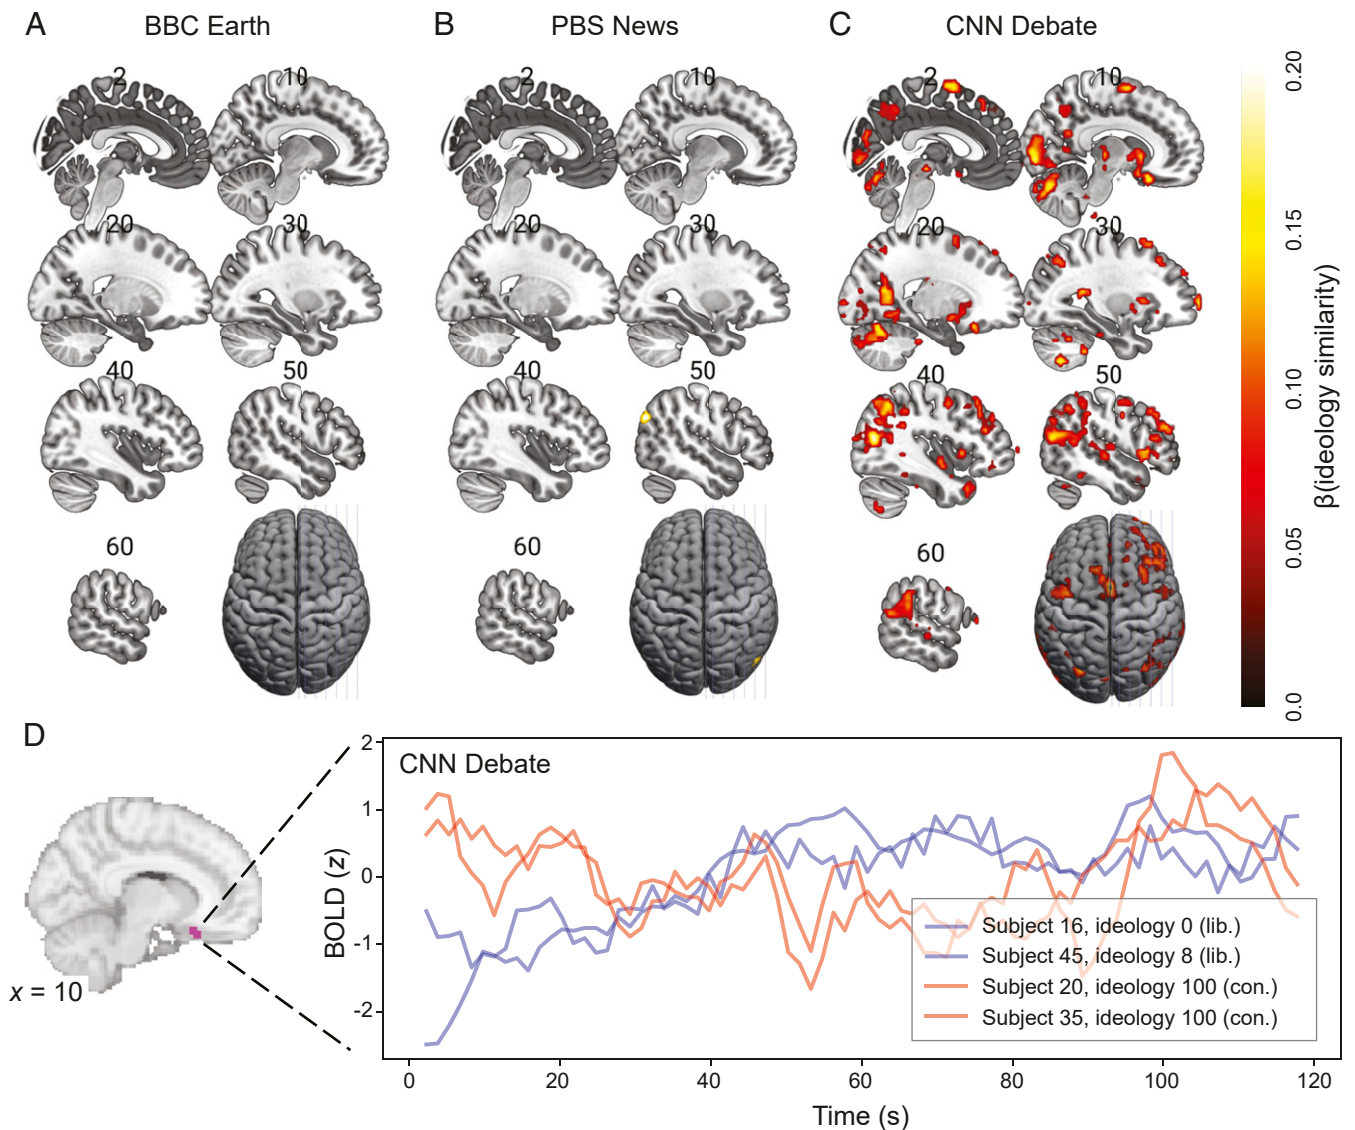 A BBC Earth
B PBS News
C CNN Debate
2 10
20 30
40 50
60
2 10
20 30
40 50
60
2 10
20 30
40 50
60
0.20
0.15
0.10
0.05
0.0
β(ideology similarity)
D
x = 10
CNN Debate
BOLD (z)
2
1
0
-1
-2
Subject 16, ideology 0 (lib.)
Subject 45, ideology 8 (lib.)
Subject 20, ideology 100 (con.)
Subject 35, ideology 100 (con.)
0 20 40 60 80 100 120
Time (s)